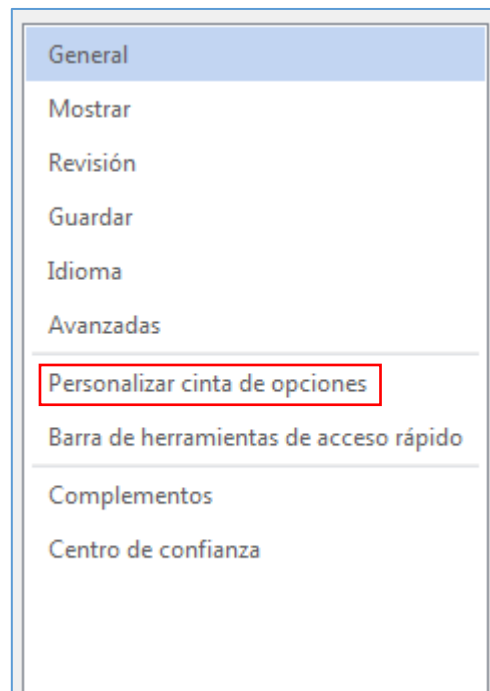 General
Mostrar
Revisión
Guardar
Idioma
Avanzadas
Personalizar cinta de opciones
Barra de herramientas de acceso rápido
Complementos
Centro de confianza